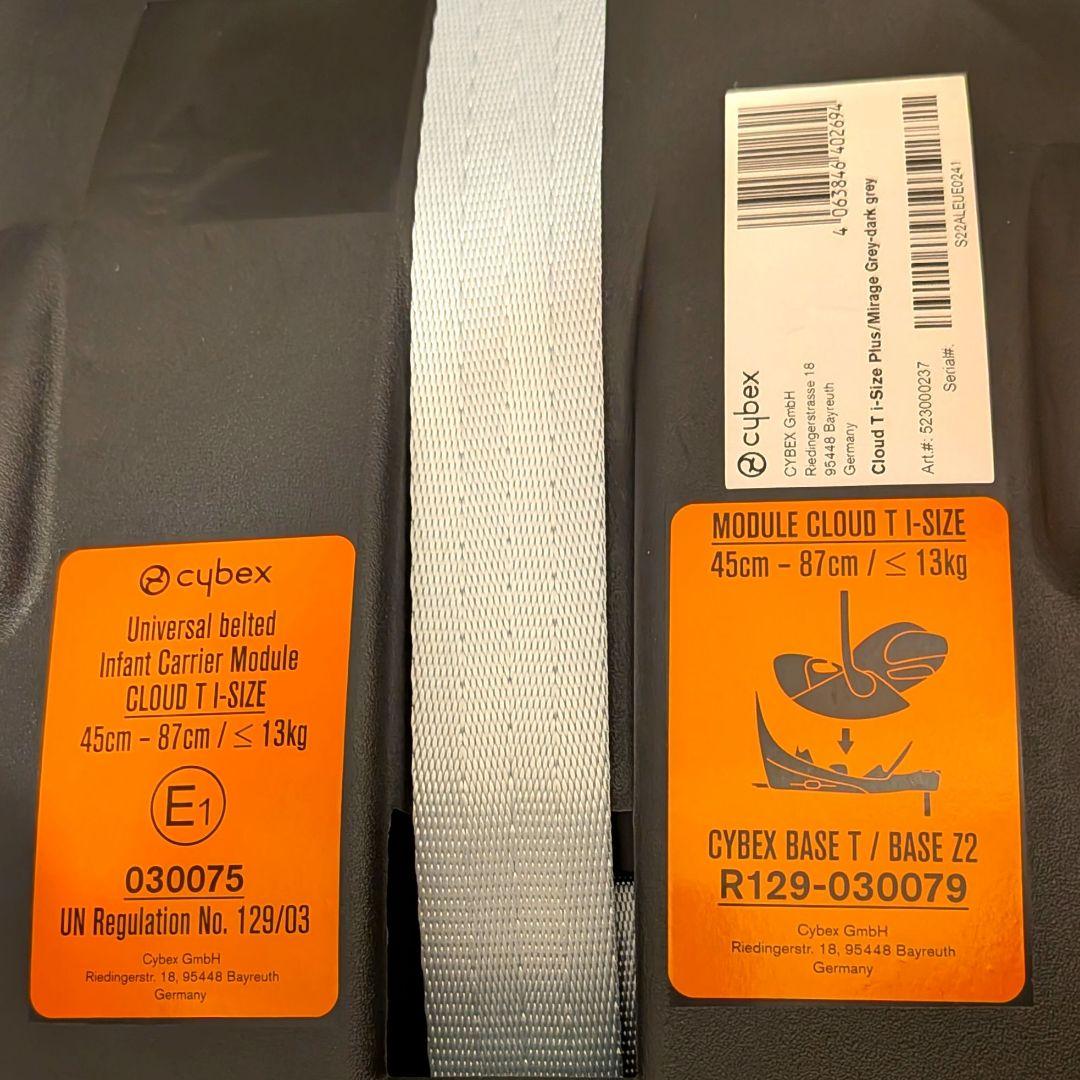 cybex
Universal belted
Infant Carrier Module
CLOUD T I-SIZE
45cm – 87cm / ≤ 13kg
E1
030075
UN Regulation No. 129/03
Cybex GmbH
Riedingerstr. 18, 95448 Bayreuth
Germany
4 063846 402694
cybex
CYBEX GmbH
Riedingerstrasse 18
95448 Bayreuth
Germany
Cloud T i-Size Plus/Mirage Grey-dark grey
Art.#: 523000237
Serial#.
S22ALEUE0241
MODULE CLOUD T I-SIZE
45cm – 87cm / ≤ 13kg
CYBEX BASE T / BASE Z2
R129-030079
Cybex GmbH
Riedingerstr. 18, 95448 Bayreuth
Germany